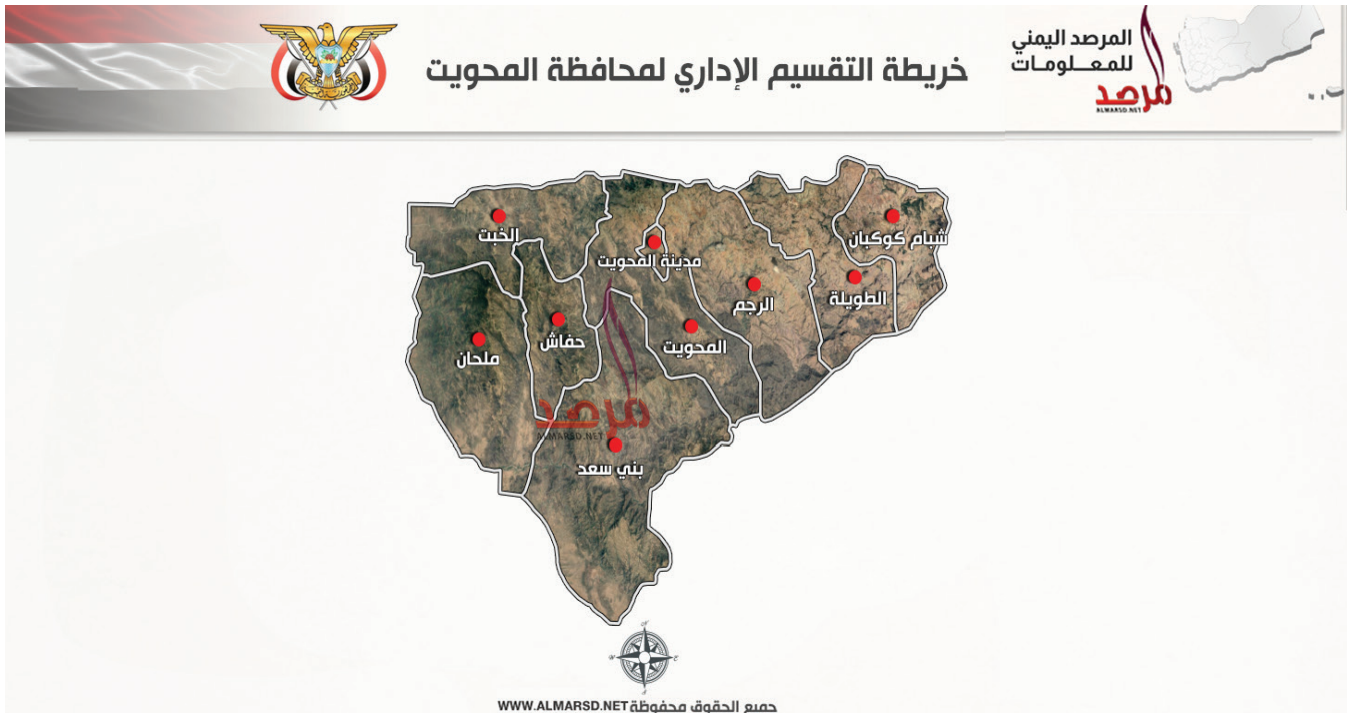 المرصد اليمني
للمعـــلـومـات
مرصد
ALMARSD.NET
خريطة التقسيم الإداري لمحافظة المحويت
شبام كوكبان
الخبت
مدينة المحويت
الطويلة
الرجم
حفاش
المحويت
ملحان
مرصد
ALMARSD.NET
بني سعد
N
W
E
S
جميع الحقوق محفوظة WWW.ALMARSD.NET